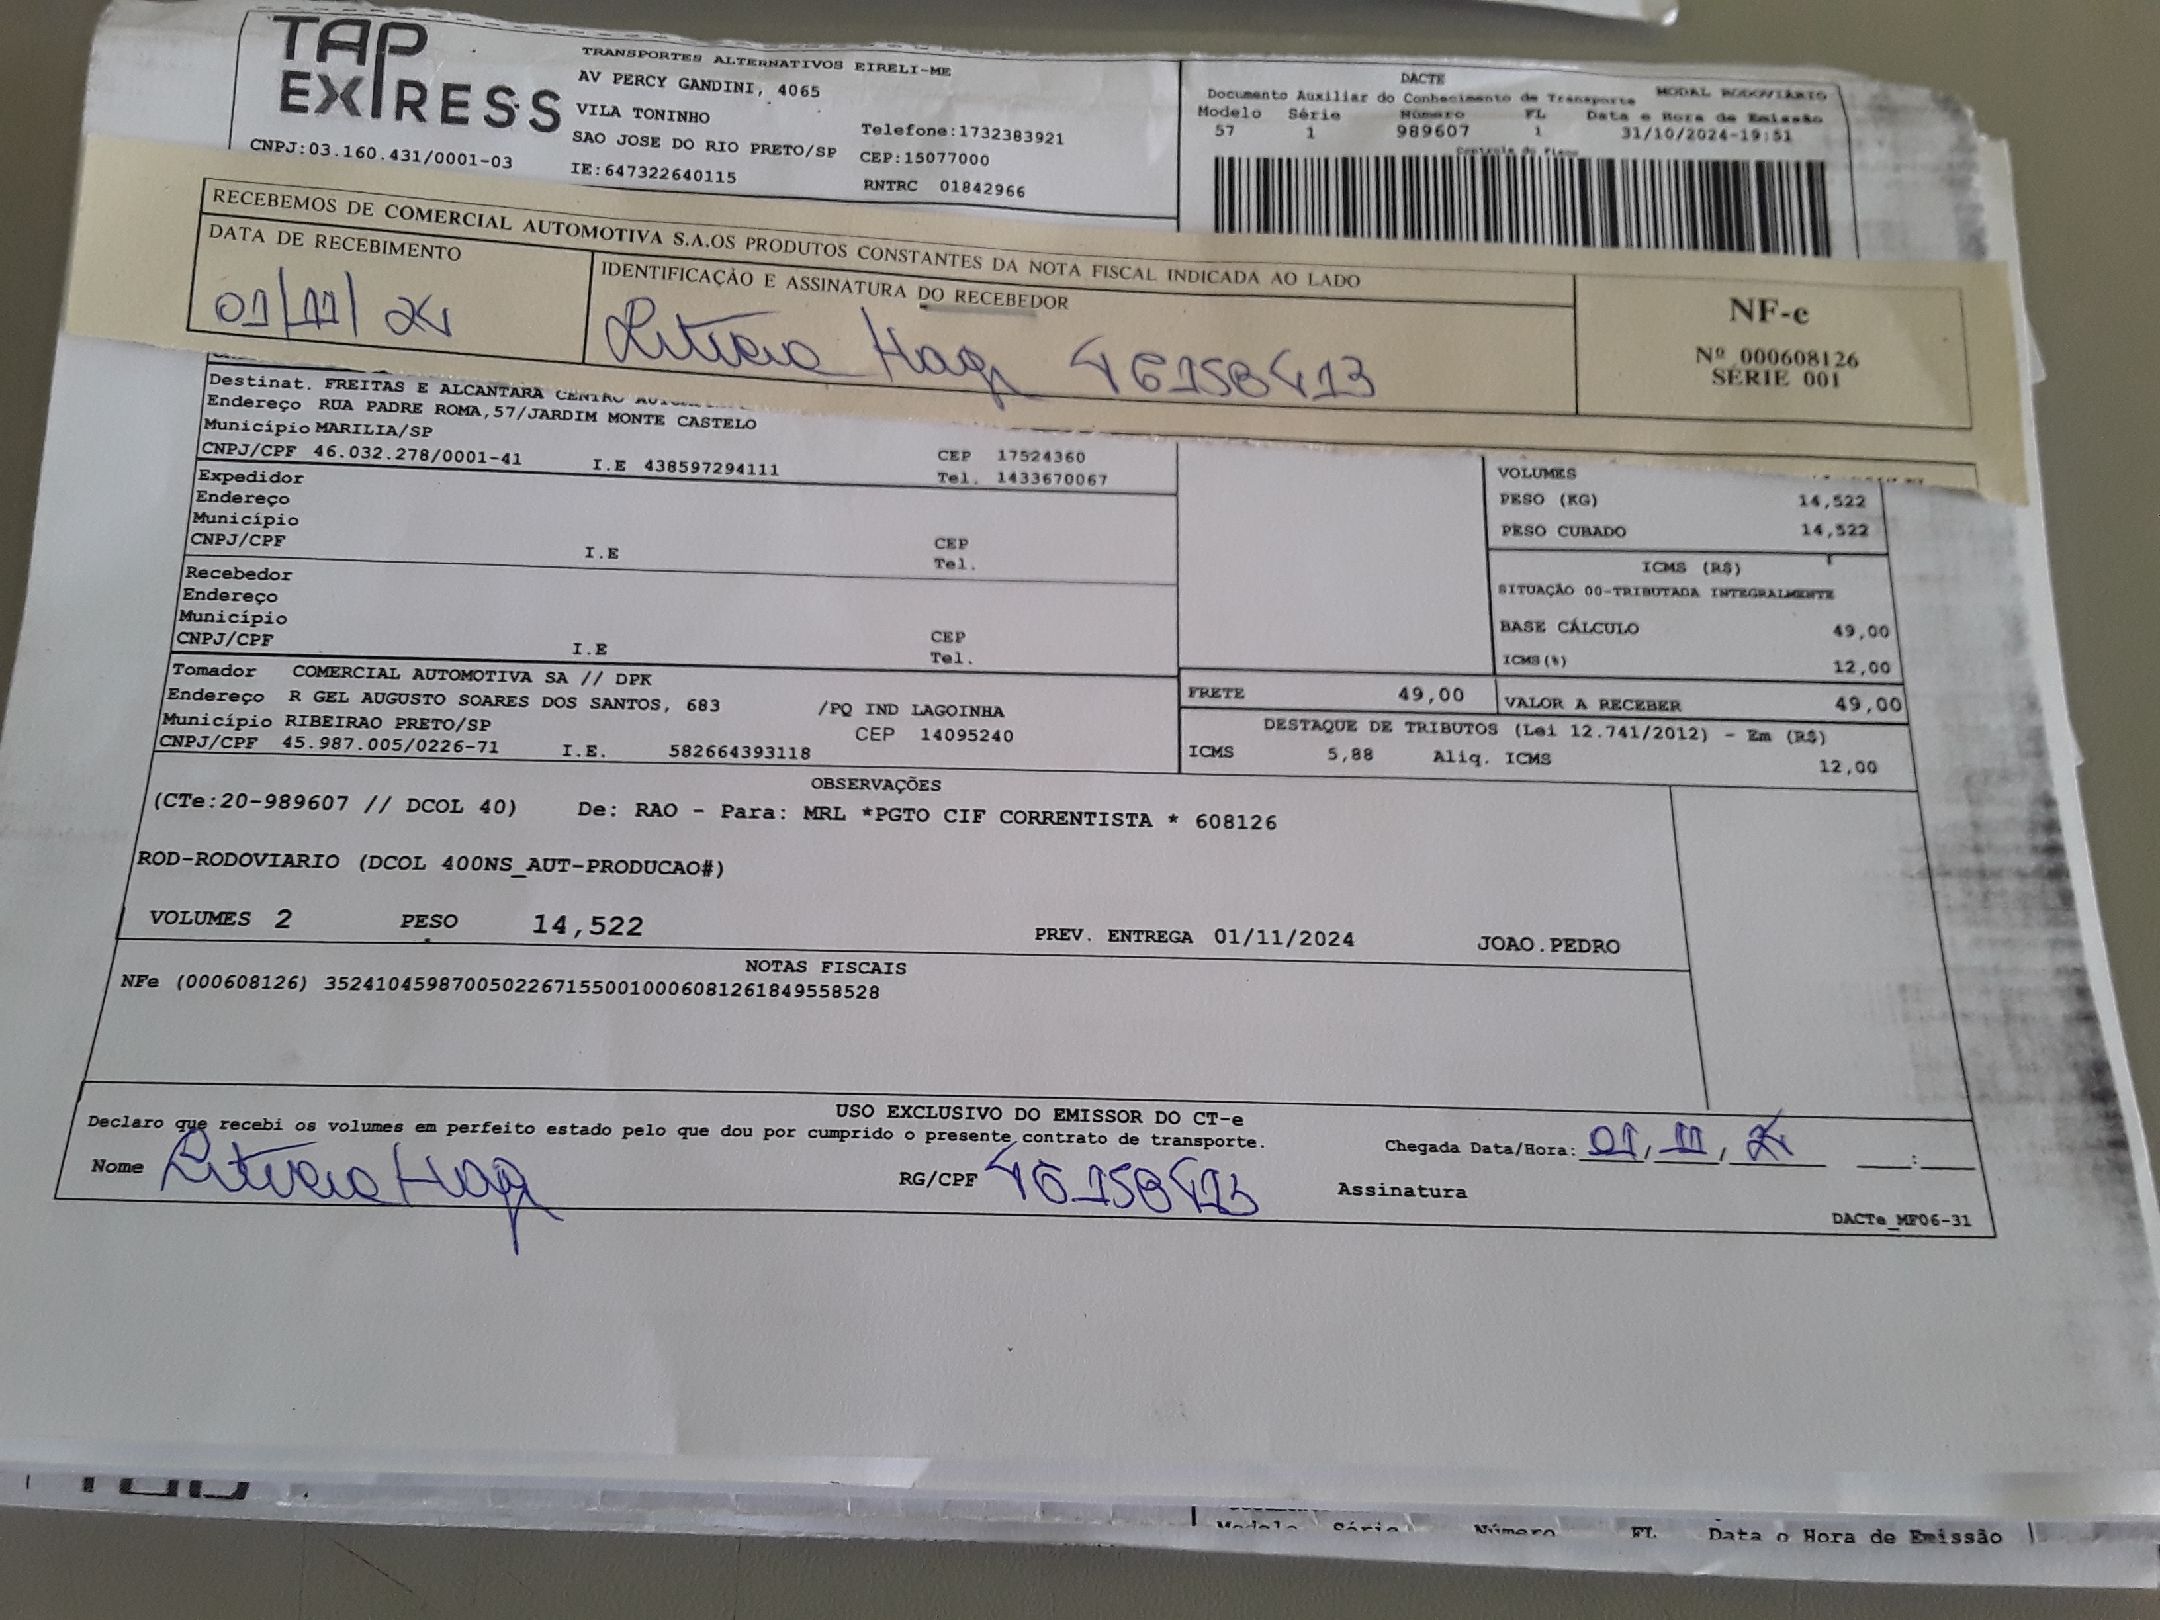 TAP
EXPRESS
CNPJ:03.160.431/0001-03
TRANSPORTES ALTERNATIVOS EIRELI-ME
AV PERCY GANDINI, 4065
VILA TONINHO
SAO JOSE DO RIO PRETO/SP
IE:647322640115
Telefone:1732383921
CEP:15077000
RNTRC 01842966
DACTE
Documento Auxiliar do Conhecimento de Transporte MODAL RODOVIÁRIO
Modelo Série Número FL Data e Hora de Emissão
57 1 989607 1 31/10/2024-19:51
Controle do Fisco
RECEBEMOS DE COMERCIAL AUTOMOTIVA S.A.OS PRODUTOS CONSTANTES DA NOTA FISCAL INDICADA AO LADO
DATA DE RECEBIMENTO
01/11/24
IDENTIFICAÇÃO E ASSINATURA DO RECEBEDOR
46158413
NF-e
Nº 000608126
SÉRIE 001
Destinat. FREITAS E ALCANTARA CENTRO
Endereço RUA PADRE ROMA,57/JARDIM MONTE CASTELO
Município MARILIA/SP
CNPJ/CPF 46.032.278/0001-41 I.E 438597294111
CEP 17524360
Tel. 1433670067
Expedidor
Endereço
Município
CNPJ/CPF I.E CEP
Tel.
Recebedor
Endereço
Município
CNPJ/CPF I.E CEP
Tel.
VOLUMES
PESO (KG) 14,522
PESO CUBADO 14,522
ICMS (R$)
SITUAÇÃO 00-TRIBUTADA INTEGRALMENTE
BASE CÁLCULO 49,00
ICMS(%) 12,00
Tomador COMERCIAL AUTOMOTIVA SA // DPK
Endereço R GEL AUGUSTO SOARES DOS SANTOS, 683 /PQ IND LAGOINHA
Município RIBEIRAO PRETO/SP CEP 14095240
CNPJ/CPF 45.987.005/0226-71 I.E. 582664393118
FRETE 49,00 VALOR A RECEBER 49,00
DESTAQUE DE TRIBUTOS (Lei 12.741/2012) - Em (R$)
ICMS 5,88 Aliq. ICMS 12,00
OBSERVAÇÕES
(CTe:20-989607 // DCOL 40) De: RAO - Para: MRL *PGTO CIF CORRENTISTA * 608126
ROD-RODOVIARIO (DCOL 400NS_AUT-PRODUCAO#)
VOLUMES 2 PESO 14,522 PREV. ENTREGA 01/11/2024 JOAO.PEDRO
NOTAS FISCAIS
NFe (000608126) 35241045987005022671550010006081261849558528
USO EXCLUSIVO DO EMISSOR DO CT-e
Declaro que recebi os volumes em perfeito estado pelo que dou por cumprido o presente contrato de transporte.
Chegada Data/Hora: 01, 11, 24 :
Nome
RG/CPF 46158413
Assinatura
DACTe_MF06-31
Modelo Série Número FL Data e Hora de Emissão